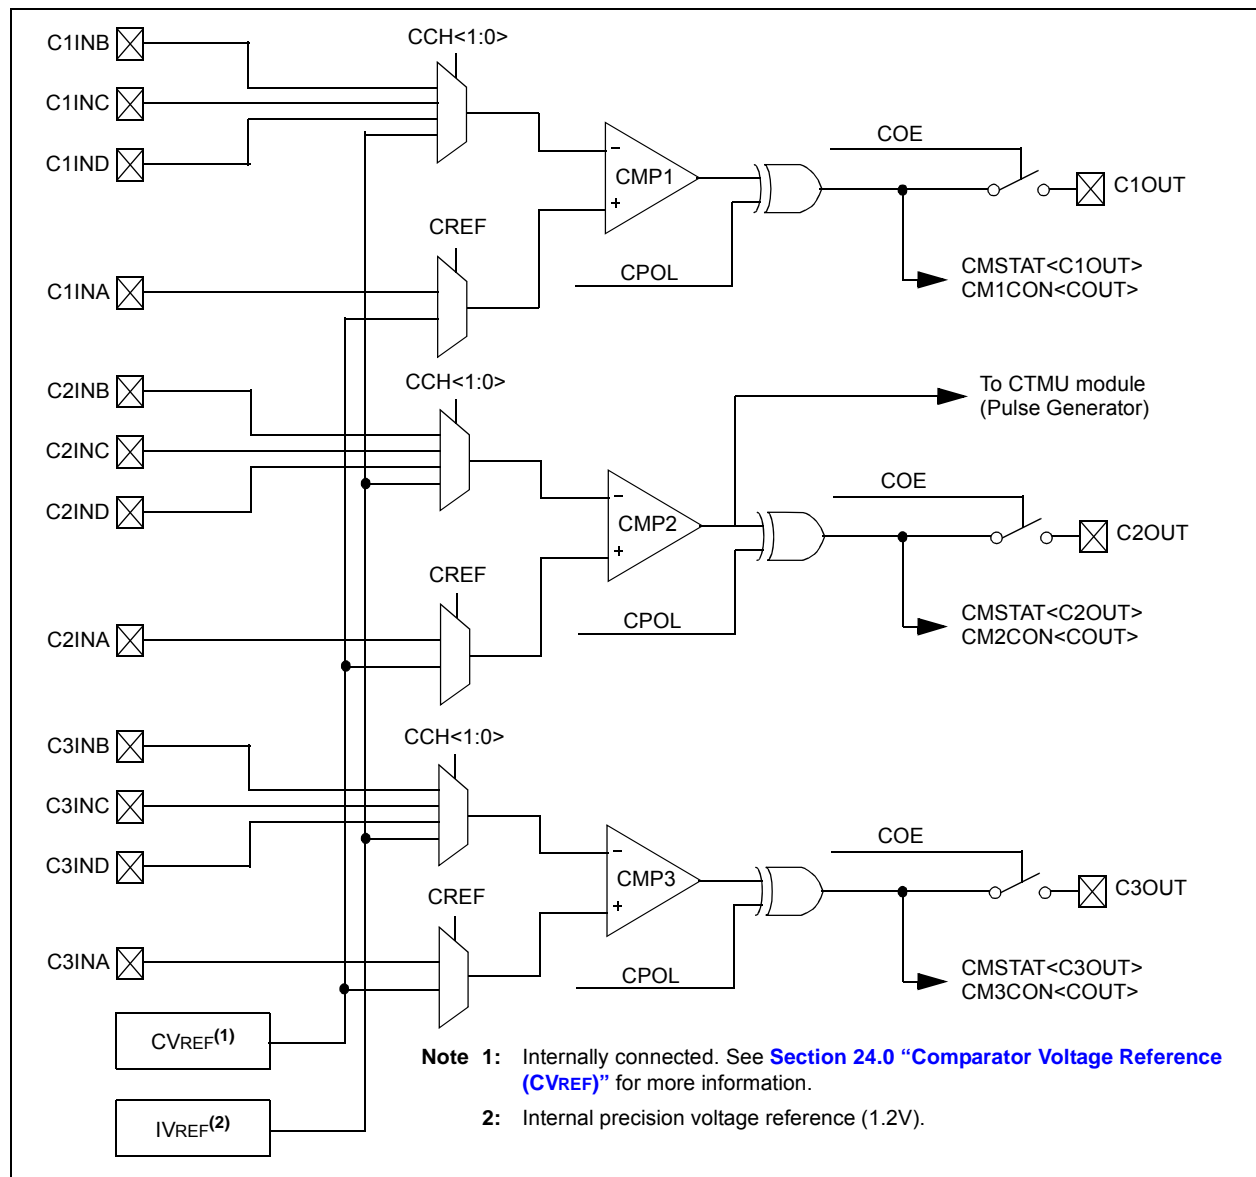 C1INB
CCH<1:0>
C1INC
C1IND
COE
CMP1
C1OUT
CREF
CPOL
CMSTAT<C1OUT>
CM1CON<COUT>
C1INA
C2INB
CCH<1:0>
To CTMU module
(Pulse Generator)
C2INC
C2IND
COE
CMP2
C2OUT
CREF
CPOL
CMSTAT<C2OUT>
CM2CON<COUT>
C2INA
C3INB
CCH<1:0>
C3INC
C3IND
COE
CMP3
C3OUT
CREF
CPOL
CMSTAT<C3OUT>
CM3CON<COUT>
C3INA
CVREF(1)
IVREF(2)
Note 1: Internally connected. See Section 24.0 “Comparator Voltage Reference
(CVREF)” for more information.
2: Internal precision voltage reference (1.2V).